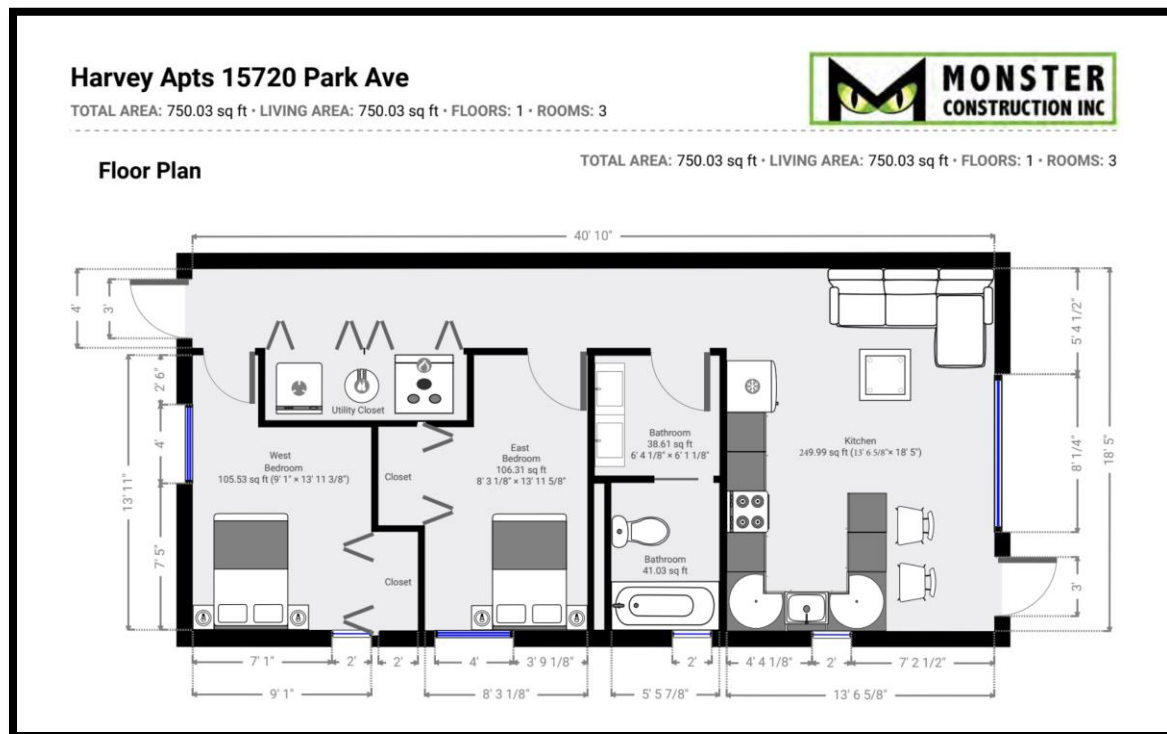 Harvey Apts 15720 Park Ave
TOTAL AREA: 750.03 sq ft • LIVING AREA: 750.03 sq ft • FLOORS: 1 • ROOMS: 3
MONSTER
CONSTRUCTION INC
Floor Plan
TOTAL AREA: 750.03 sq ft • LIVING AREA: 750.03 sq ft • FLOORS: 1 • ROOMS: 3
40' 10"
4'
3'
5' 4 1/2"
Utility Closet
2' 6"
4'
7' 5"
13' 11"
West
Bedroom
105.53 sq ft (9' 1" × 13' 11 3/8")
Closet
Closet
East
Bedroom
106.31 sq ft
8' 3 1/8" × 13' 11 5/8"
Bathroom
38.61 sq ft
6' 4 1/8" × 6' 1 1/8"
Bathroom
41.03 sq ft
Kitchen
249.99 sq ft (13' 6 5/8"× 18' 5")
8' 1/4"
18' 5"
3'
7' 1"
2'
2'
4'
3' 9 1/8"
2'
4' 4 1/8"
2'
7' 2 1/2"
9' 1"
8' 3 1/8"
5' 5 7/8"
13' 6 5/8"